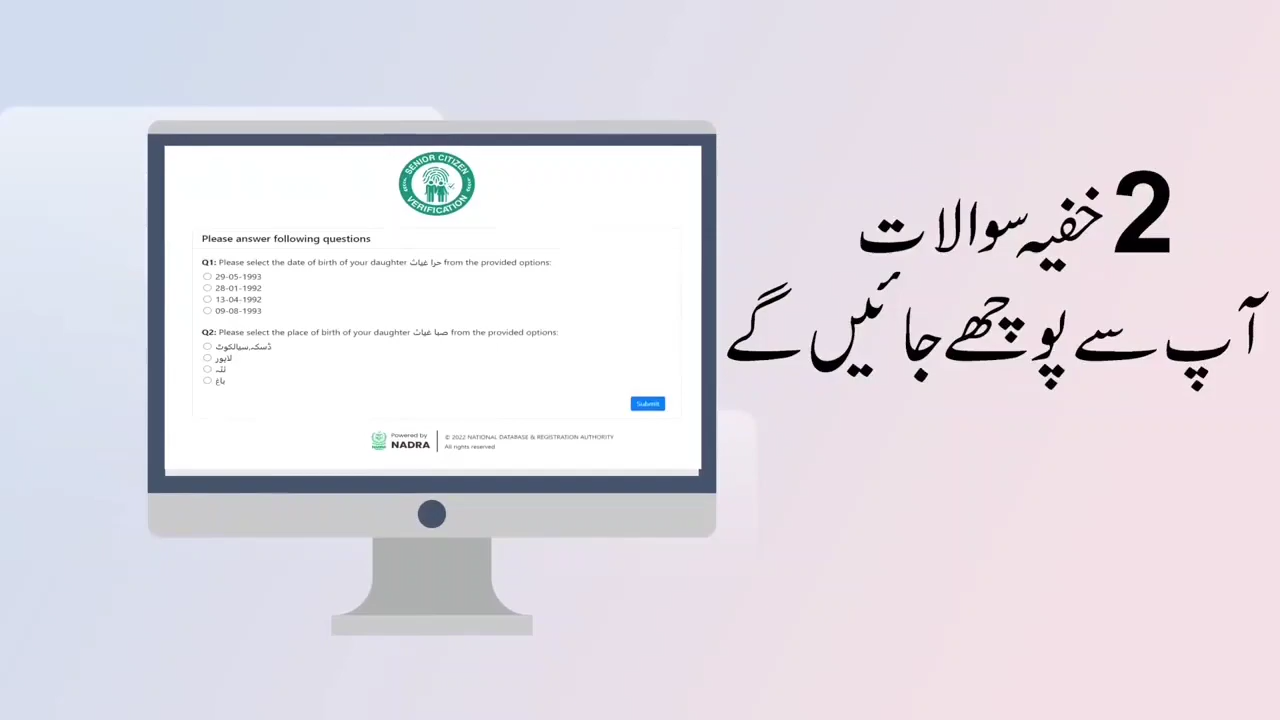 SENIOR CITIZEN
VERIFICATION
Please answer following questions
Q1: Please select the date of birth of your daughter حرا غیاث from the provided options:
29-05-1993
28-01-1992
13-04-1992
09-08-1993
Q2: Please select the place of birth of your daughter صبا غیاث from the provided options:
ڈسکہ,سیالکوٹ
لاہور
باغ
Submit
Powered by
NADRA
© 2022 NATIONAL DATABASE & REGISTRATION AUTHORITY
All rights reserved
2 خفیہ سوالات
آپ سے پوچھے جائیں گے